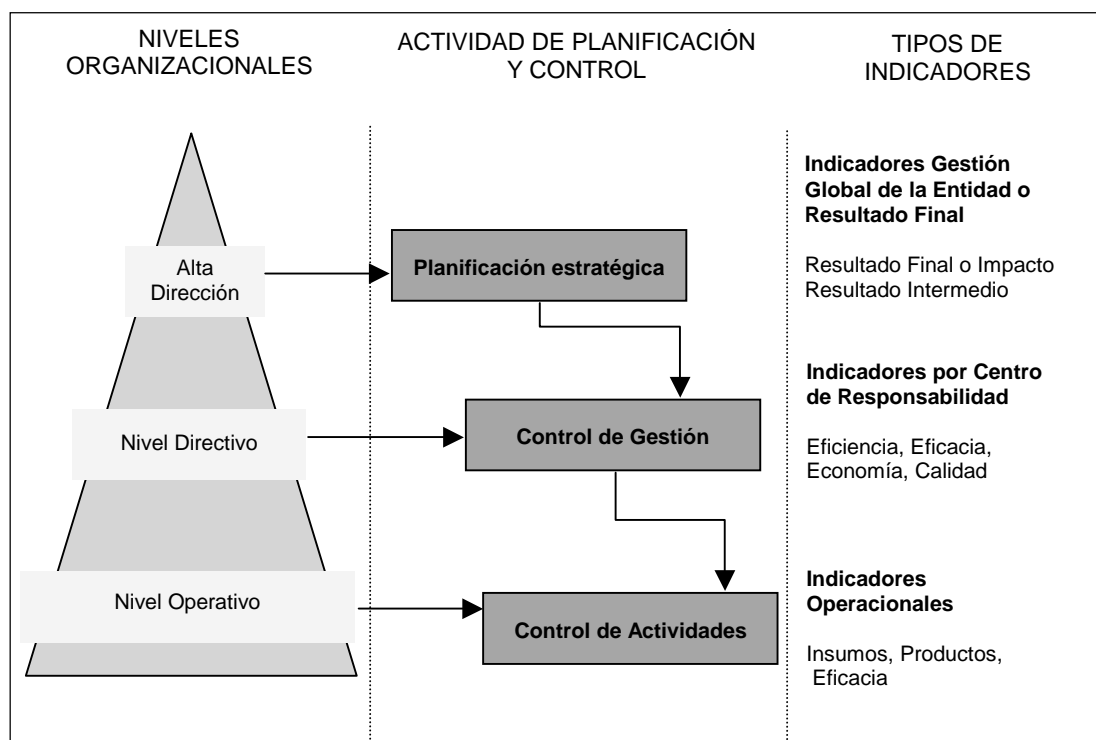 NIVELES
ORGANIZACIONALES
ACTIVIDAD DE PLANIFICACIÓN
Y CONTROL
TIPOS DE
INDICADORES
Alta
Dirección
Planificación estratégica
Indicadores Gestión
Global de la Entidad o
Resultado Final
Resultado Final o Impacto
Resultado Intermedio
Nivel Directivo
Control de Gestión
Indicadores por Centro
de Responsabilidad
Eficiencia, Eficacia,
Economía, Calidad
Nivel Operativo
Control de Actividades
Indicadores
Operacionales
Insumos, Productos,
Eficacia